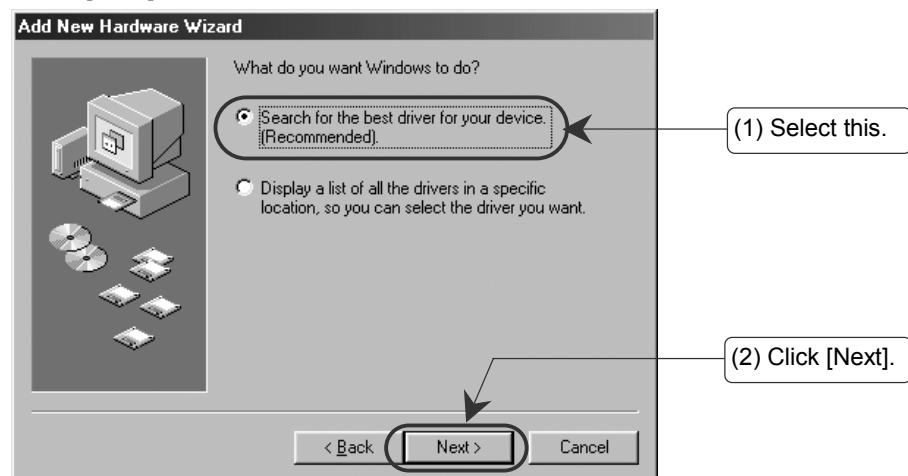 Add New Hardware Wizard
What do you want Windows to do?
Search for the best driver for your device.
(Recommended).
(1) Select this.
Display a list of all the drivers in a specific
location, so you can select the driver you want.
(2) Click [Next].
< Back
Next >
Cancel